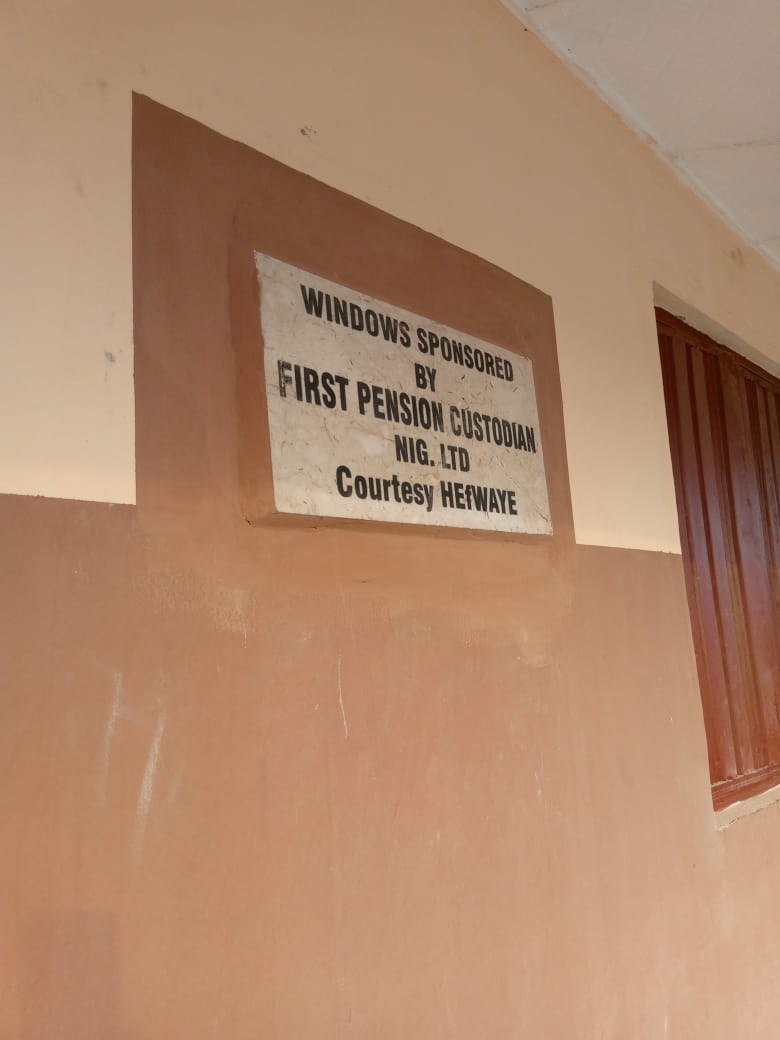 WINDOWS SPONSORED
BY
FIRST PENSION CUSTODIAN
NIG. LTD
Courtesy HEfWAYE